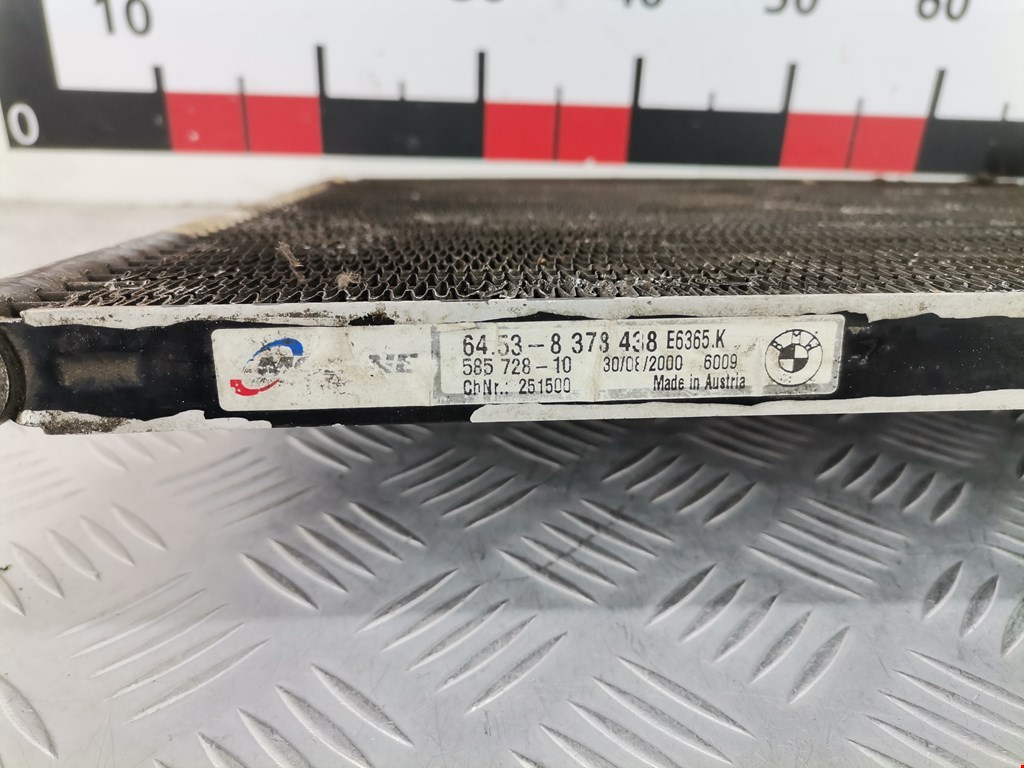 10 50 60
0
64.53-8 378 438 E6365.K
585 728-10 30/08/2000 6009
ChNr.: 251500 Made in Austria